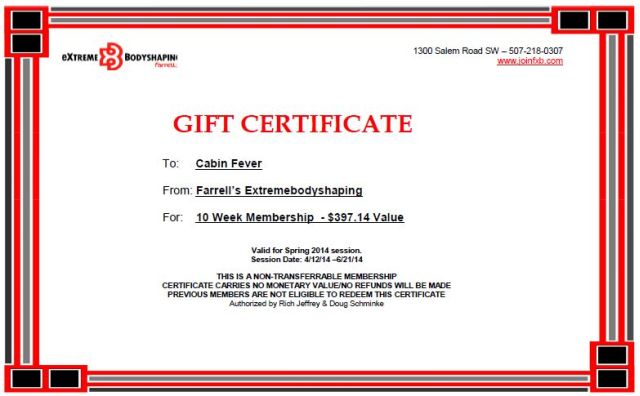 eXTREME BODYSHAPING
Farrell's
1300 Salem Road SW – 507-218-0307
www.joinfxb.com
GIFT CERTIFICATE
To: Cabin Fever
From: Farrell's Extremebodyshaping
For: 10 Week Membership - $397.14 Value
Valid for Spring 2014 session.
Session Date: 4/12/14 –6/21/14
THIS IS A NON-TRANSFERRABLE MEMBERSHIP
CERTIFICATE CARRIES NO MONETARY VALUE/NO REFUNDS WILL BE MADE
PREVIOUS MEMBERS ARE NOT ELIGIBLE TO REDEEM THIS CERTIFICATE
Authorized by Rich Jeffrey & Doug Schminke